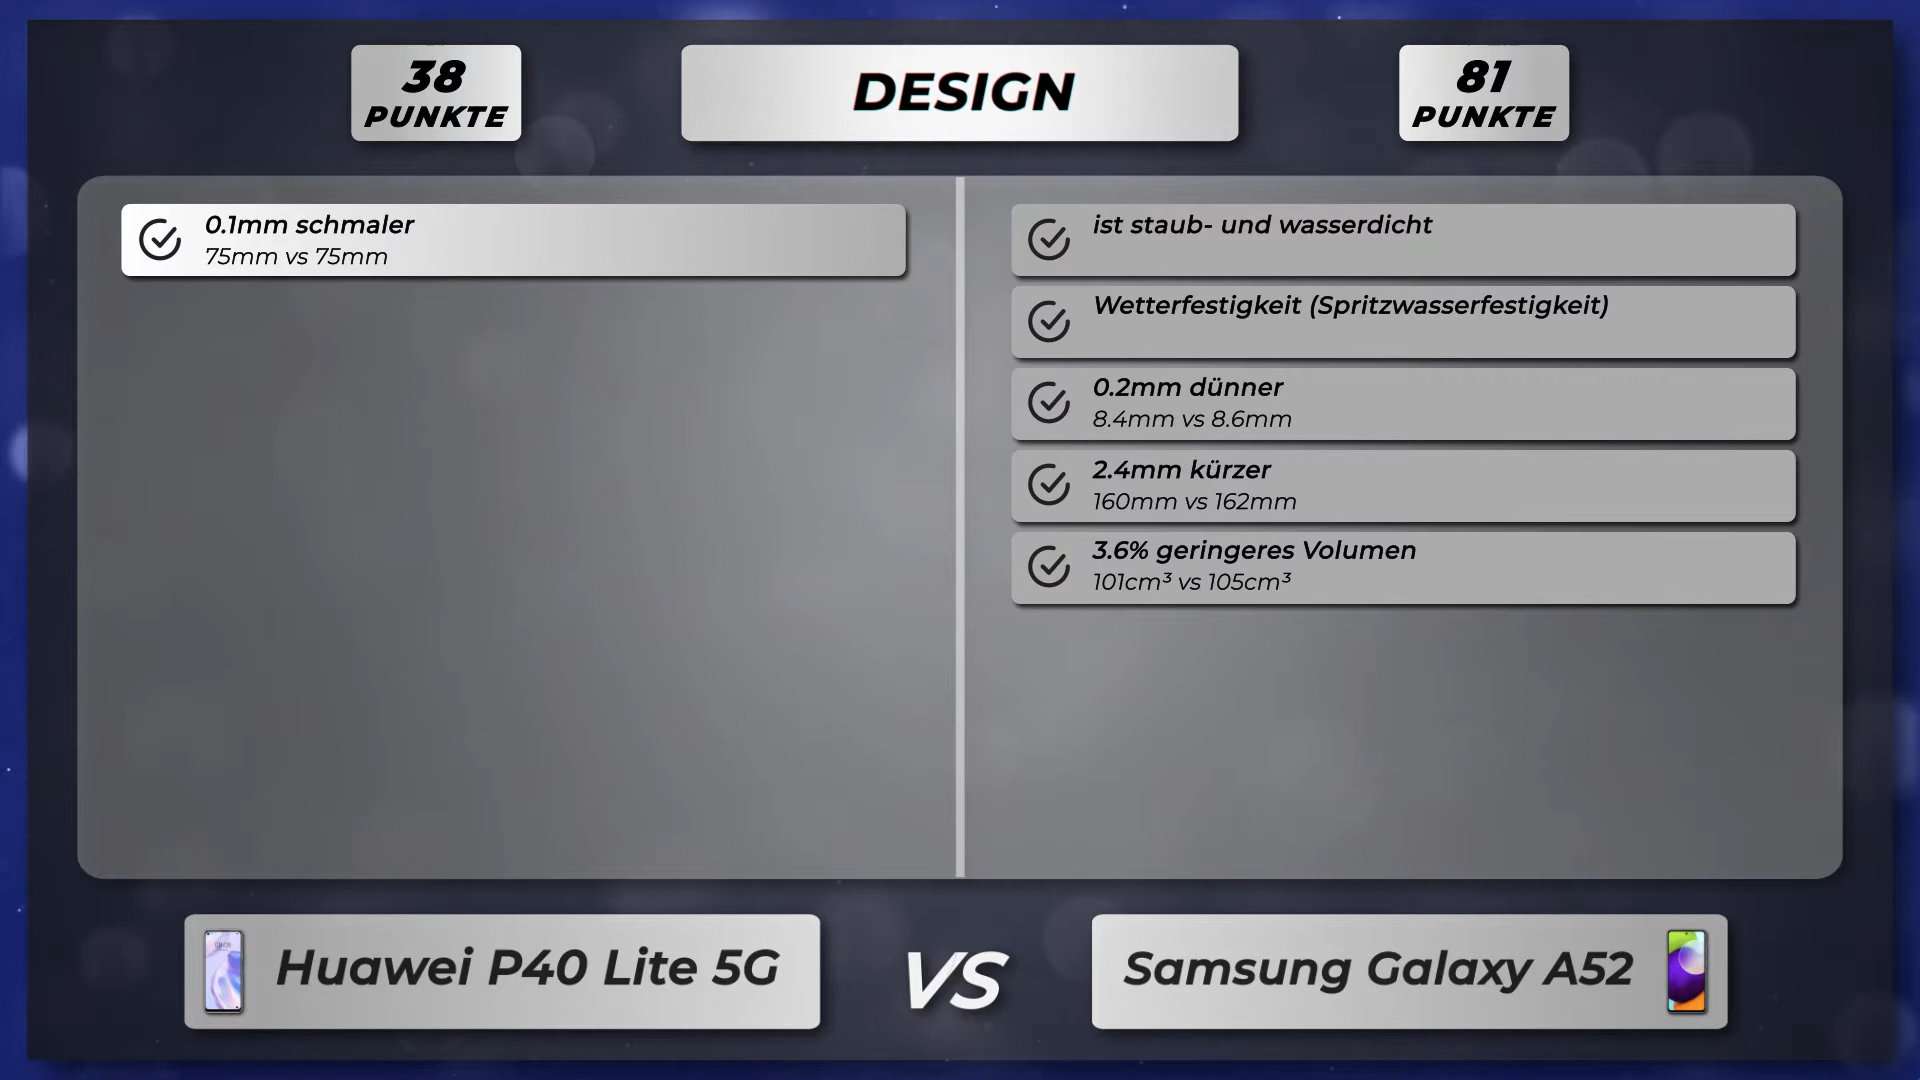 38
PUNKTE
DESIGN
81
PUNKTE
0.1mm schmaler
75mm vs 75mm
ist staub- und wasserdicht
Wetterfestigkeit (Spritzwasserfestigkeit)
0.2mm dünner
8.4mm vs 8.6mm
2.4mm kürzer
160mm vs 162mm
3.6% geringeres Volumen
101cm³ vs 105cm³
Huawei P40 Lite 5G
VS
Samsung Galaxy A52